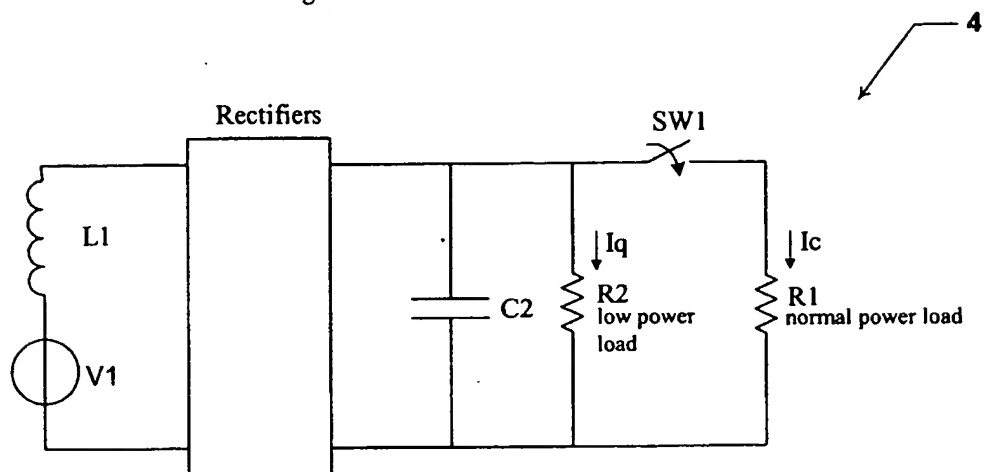 4
Rectifiers
SW1
L1
Iq
Ic
C2
R2
low power
load
R1
normal power load
V1